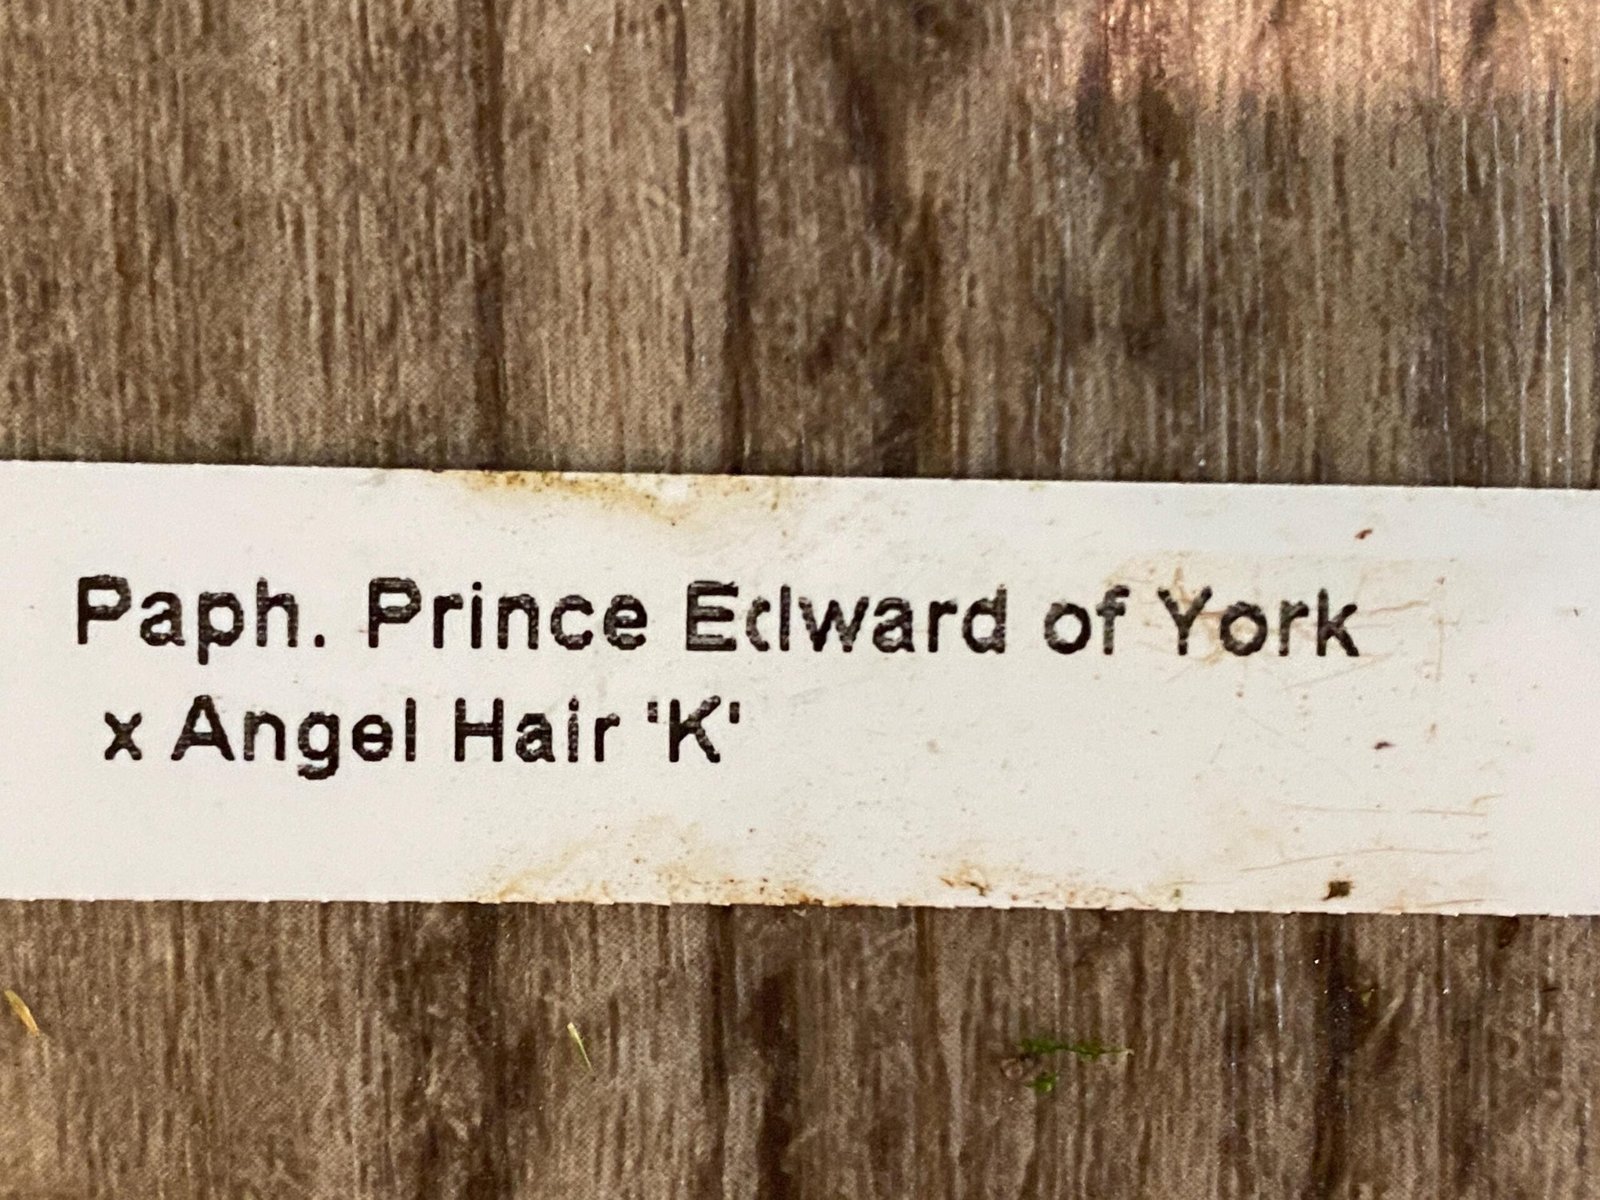 Paph. Prince Edward of York
x Angel Hair 'K'